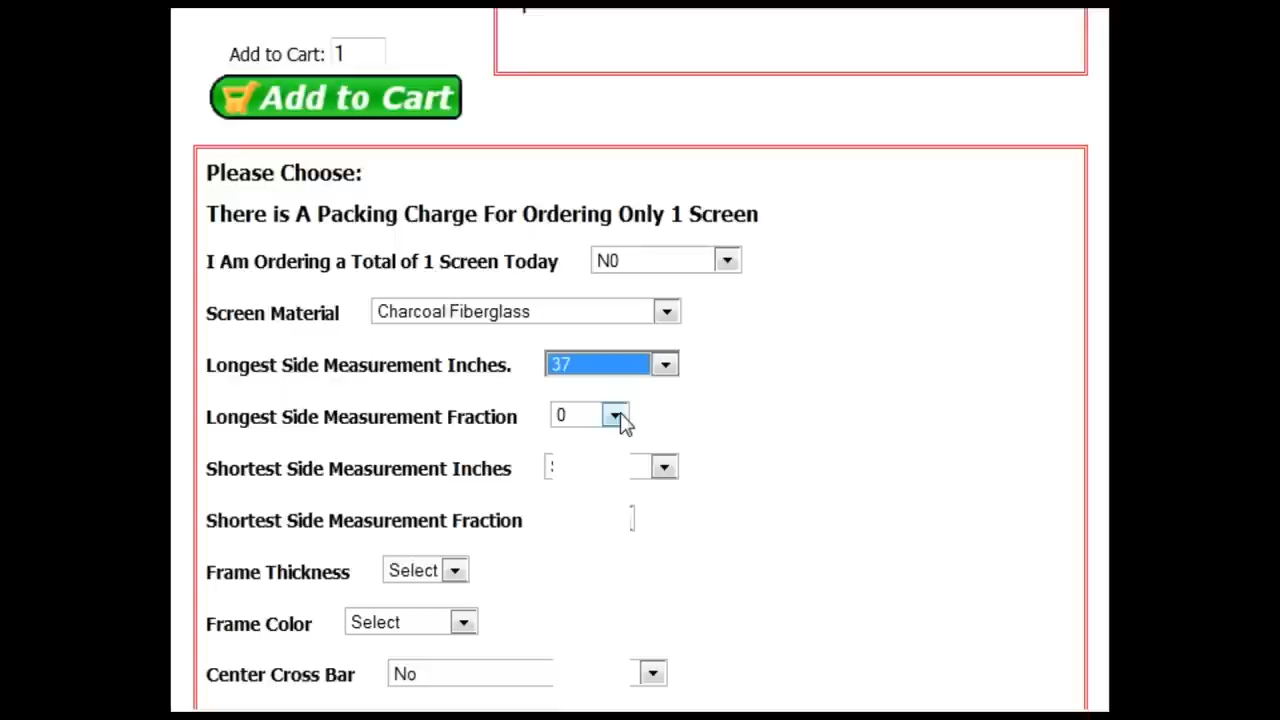 Add to Cart: 1
Add to Cart
Please Choose:
There is A Packing Charge For Ordering Only 1 Screen
I Am Ordering a Total of 1 Screen Today N0
Screen Material Charcoal Fiberglass
Longest Side Measurement Inches. 37
Longest Side Measurement Fraction 0
Shortest Side Measurement Inches
Shortest Side Measurement Fraction
Frame Thickness Select
Frame Color Select
Center Cross Bar No